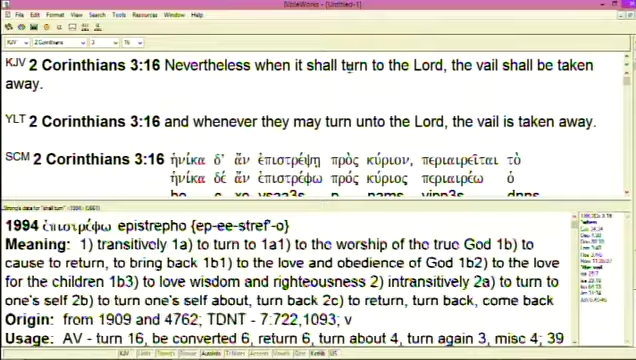 BibleWorks - [Untitled-1]
File Edit Format View Search Tools Resources Window Help
KJV 2 Corinthians 3 16
KJV 2 Corinthians 3:16 Nevertheless when it shall turn to the Lord, the vail shall be taken
away.
YLT 2 Corinthians 3:16 and whenever they may turn unto the Lord, the vail is taken away.
SCM 2 Corinthians 3:16 ἡνίκα δ' ἂν ἐπιστρέψῃ πρὸς κύριον, περιαιρεῖται τὸ
ἡνίκα δέ ἄν ἐπιστρέφω πρός κύριος περιαιρέω ὁ
1994 ἐπιστρέφω epistrepho {ep-ee-stref'-o}
Meaning: 1) transitively 1a) to turn to 1a1) to the worship of the true God 1b) to
cause to return, to bring back 1b1) to the love and obedience of God 1b2) to the love
for the children 1b3) to love wisdom and righteousness 2) intransitively 2a) to turn to
one's self 2b) to turn one's self about, turn back 2c) to return, turn back, come back
Origin: from 1909 and 4762; TDNT - 7:722,1093; v
Usage: AV - turn 16, be converted 6, return 6, turn about 4, turn again 3, misc 4; 39